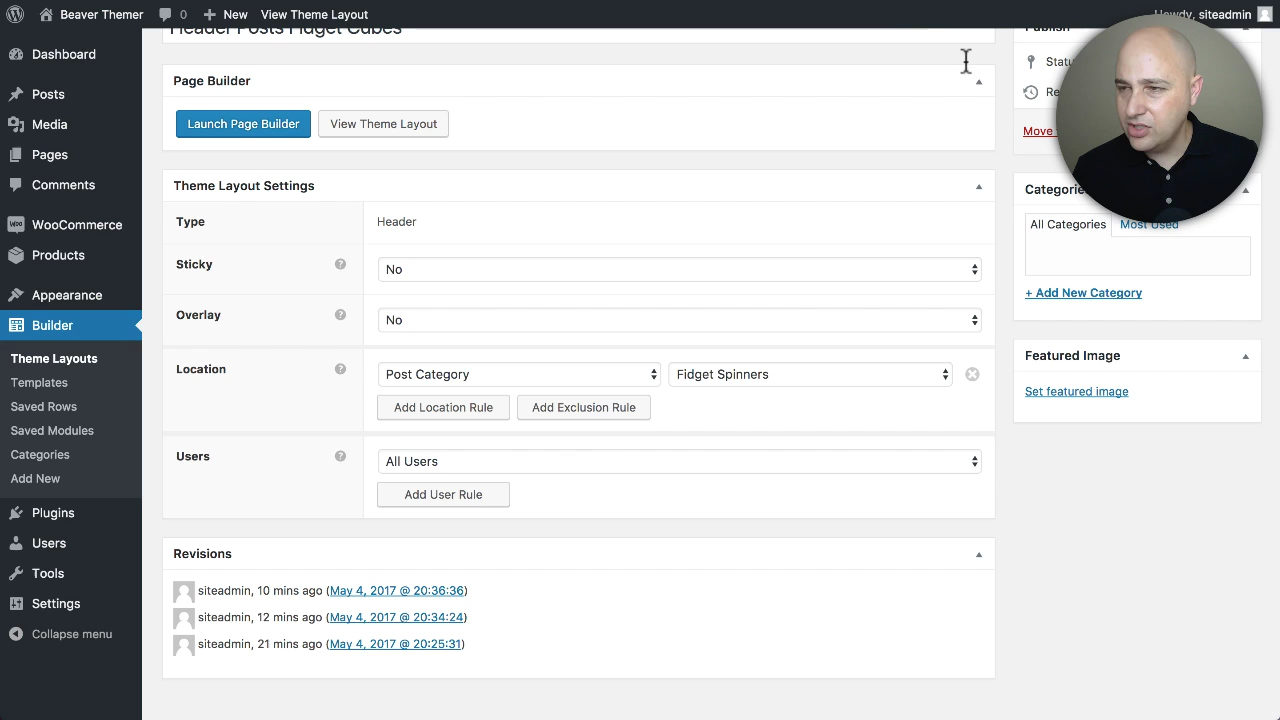 Beaver Themer 0 New View Theme Layout Howdy, siteadmin
Header Posts Fidget Cubes
Publish
Dashboard
Posts
Media
Pages
Comments
WooCommerce
Products
Appearance
Builder
Theme Layouts
Templates
Saved Rows
Saved Modules
Categories
Add New
Plugins
Users
Tools
Settings
Collapse menu
Page Builder
Launch Page Builder View Theme Layout
Theme Layout Settings
Type Header
Sticky No
Overlay No
Location Post Category Fidget Spinners
Add Location Rule Add Exclusion Rule
Users All Users
Add User Rule
Revisions
siteadmin, 10 mins ago (May 4, 2017 @ 20:36:36)
siteadmin, 12 mins ago (May 4, 2017 @ 20:34:24)
siteadmin, 21 mins ago (May 4, 2017 @ 20:25:31)
Move
All Categories Most Used
+ Add New Category
Featured Image
Set featured image